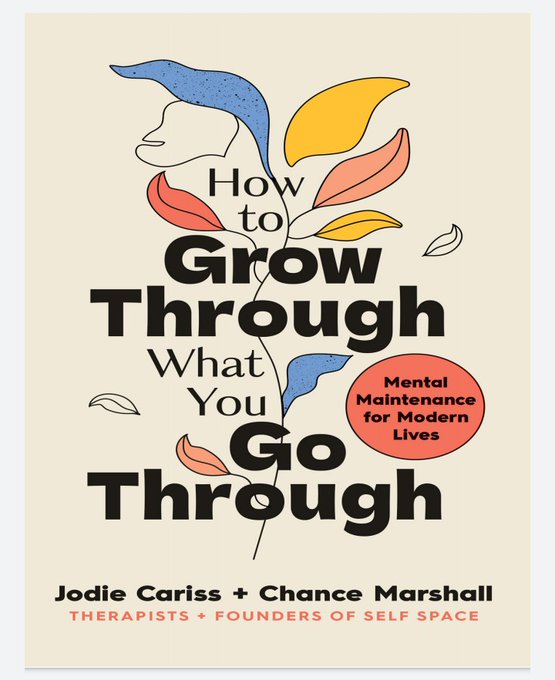 How
to
Grow
Through
What
You
Go
Through
Mental
Maintenance
for Modern
Lives
Jodie Cariss + Chance Marshall
THERAPISTS + FOUNDERS OF SELF SPACE